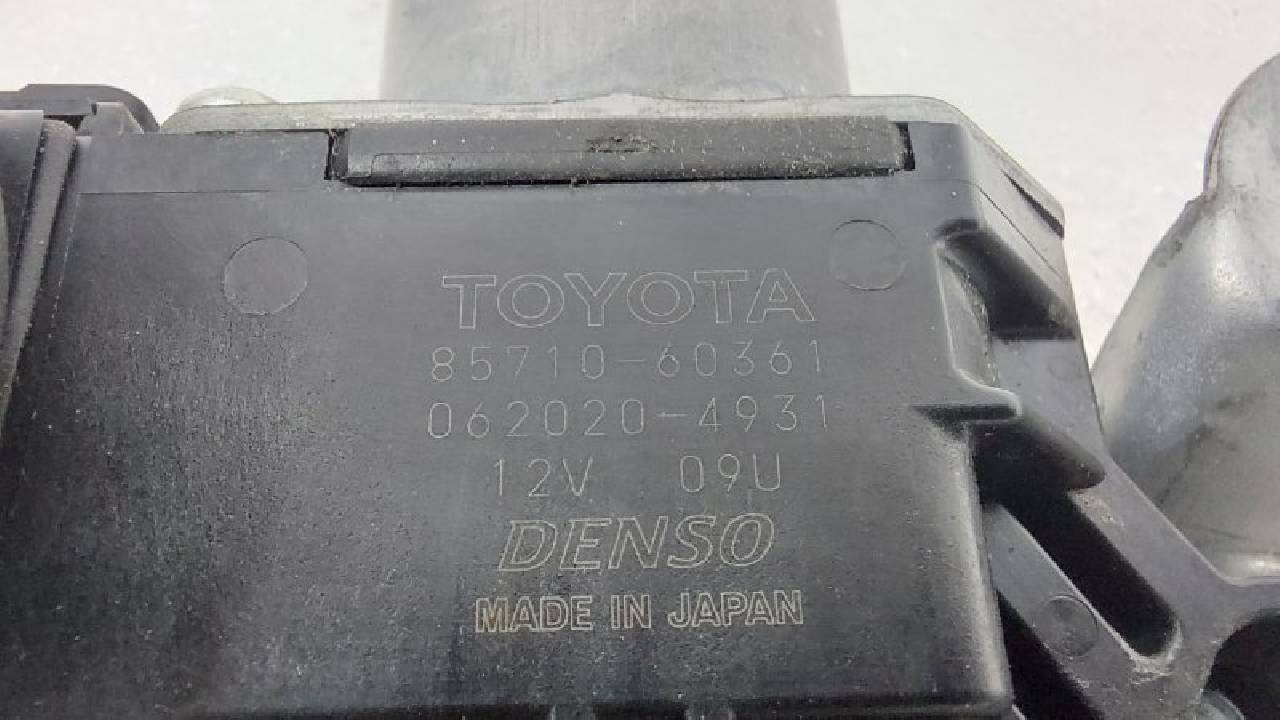 TOYOTA
85710-60361
062020-4931
12V 09U
DENSO
MADE IN JAPAN